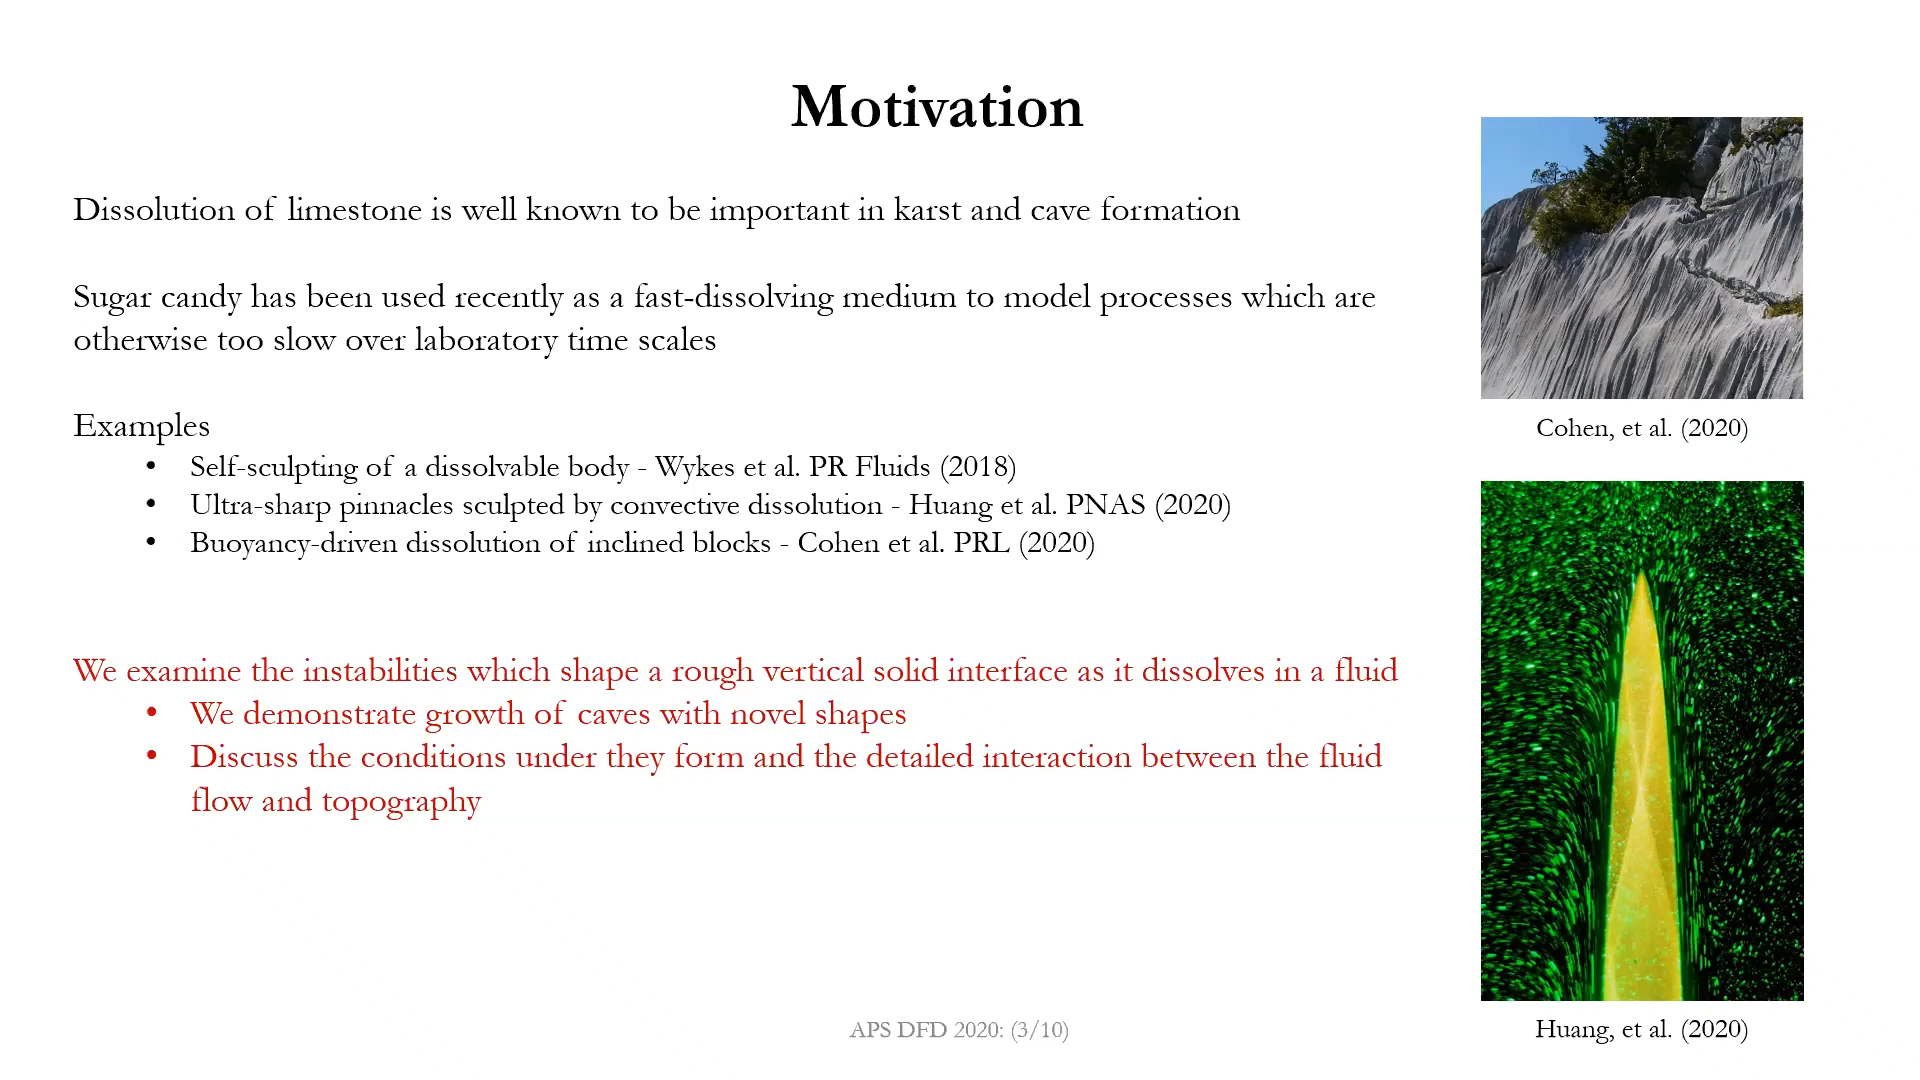 Motivation
Dissolution of limestone is well known to be important in karst and cave formation
Sugar candy has been used recently as a fast-dissolving medium to model processes which are
otherwise too slow over laboratory time scales
Examples
• Self-sculpting of a dissolvable body - Wykes et al. PR Fluids (2018)
• Ultra-sharp pinnacles sculpted by convective dissolution - Huang et al. PNAS (2020)
• Buoyancy-driven dissolution of inclined blocks - Cohen et al. PRL (2020)
We examine the instabilities which shape a rough vertical solid interface as it dissolves in a fluid
• We demonstrate growth of caves with novel shapes
• Discuss the conditions under they form and the detailed interaction between the fluid
flow and topography
Cohen, et al. (2020)
Huang, et al. (2020)
APS DFD 2020: (3/10)